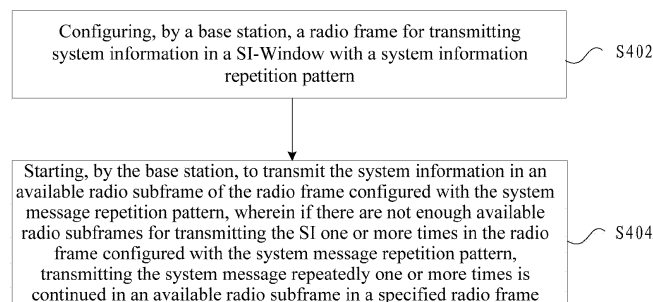 Configuring, by a base station, a radio frame for transmitting
system information in a SI-Window with a system information
repetition pattern
S402
Starting, by the base station, to transmit the system information in an
available radio subframe of the radio frame configured with the system
message repetition pattern, wherein if there are not enough available
radio subframes for transmitting the SI one or more times in the radio
frame configured with the system message repetition pattern,
transmitting the system message repeatedly one or more times is
continued in an available radio subframe in a specified radio frame
S404